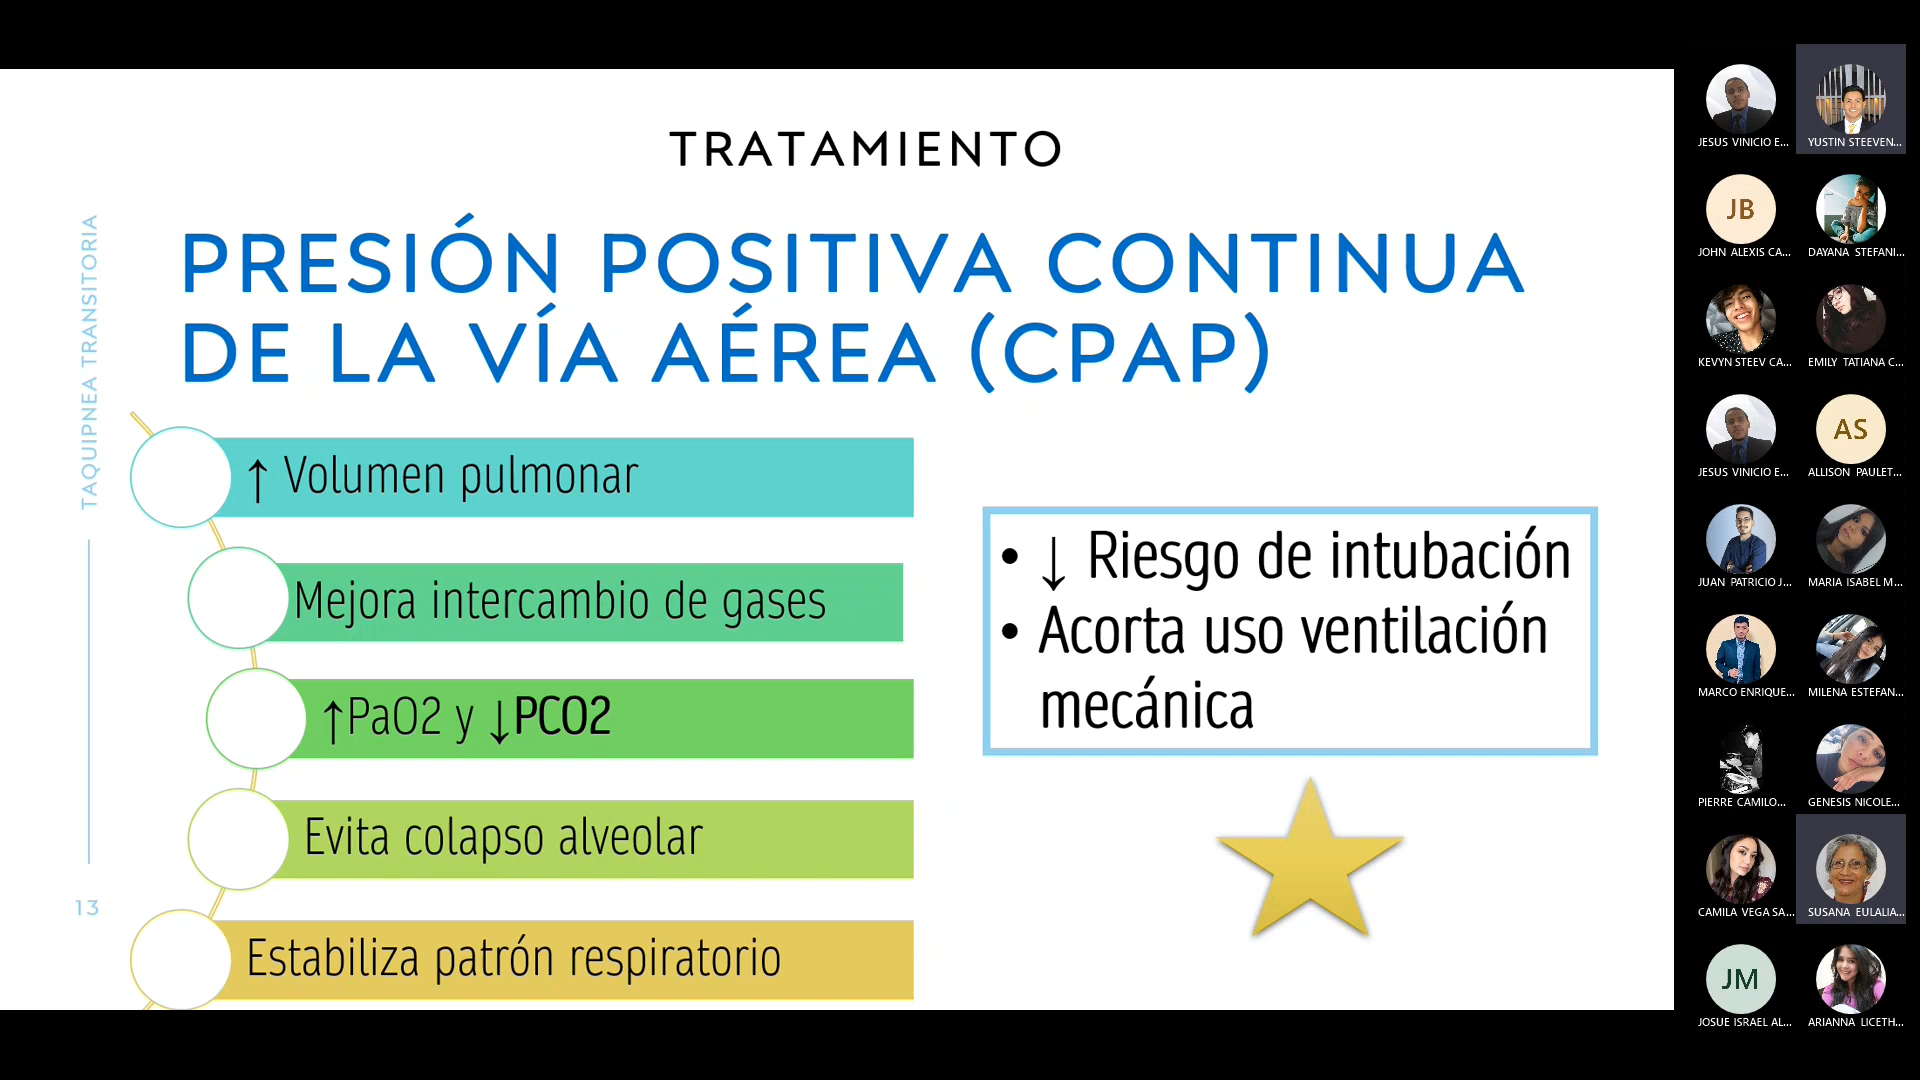 TRATAMIENTO
PRESIÓN POSITIVA CONTINUA
DE LA VÍA AÉREA (CPAP)
TAQUIPNEA TRANSITORIA
13
↑ Volumen pulmonar
Mejora intercambio de gases
↑PaO2 y ↓PCO2
Evita colapso alveolar
Estabiliza patrón respiratorio
• ↓ Riesgo de intubación
• Acorta uso ventilación
mecánica
JESUS VINICIO E...
YUSTIN STEEVEN...
JB
JOHN ALEXIS CA...
DAYANA STEFANI...
KEVYN STEEV CA...
EMILY TATIANA C...
JESUS VINICIO E...
AS
ALLISON PAULET...
JUAN PATRICIO J...
MARIA ISABEL M...
MARCO ENRIQUE...
MILENA ESTEFAN...
PIERRE CAMILO...
GENESIS NICOLE...
CAMILA VEGA SA...
SUSANA EULALIA...
JM
JOSUE ISRAEL AL...
ARIANNA LICETH...